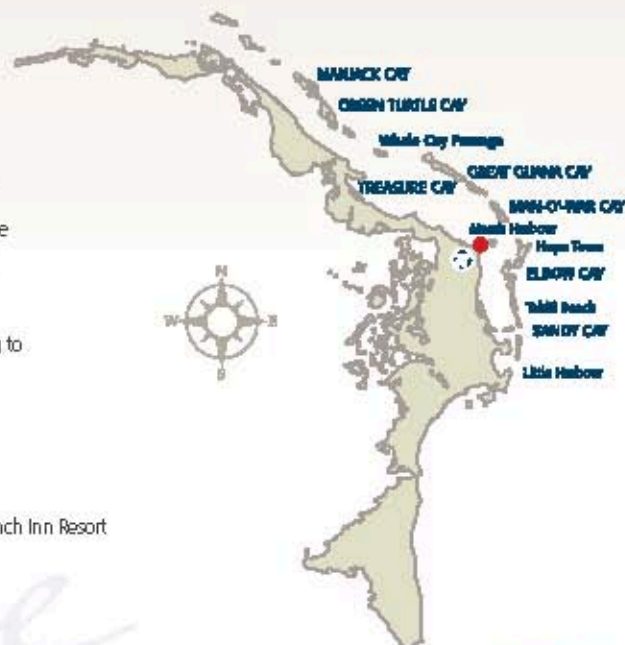 MANJACK CAY
GREEN TURTLE CAY
Whale Cay Passage
GREAT GUANA CAY
TREASURE CAY
MAN-O'-WAR CAY
Marsh Harbour
Hope Town
ELBOW CAY
Tahiti Beach
SANDY CAY
Little Harbour
N
W
E
S
e
g to
ach Inn Resort